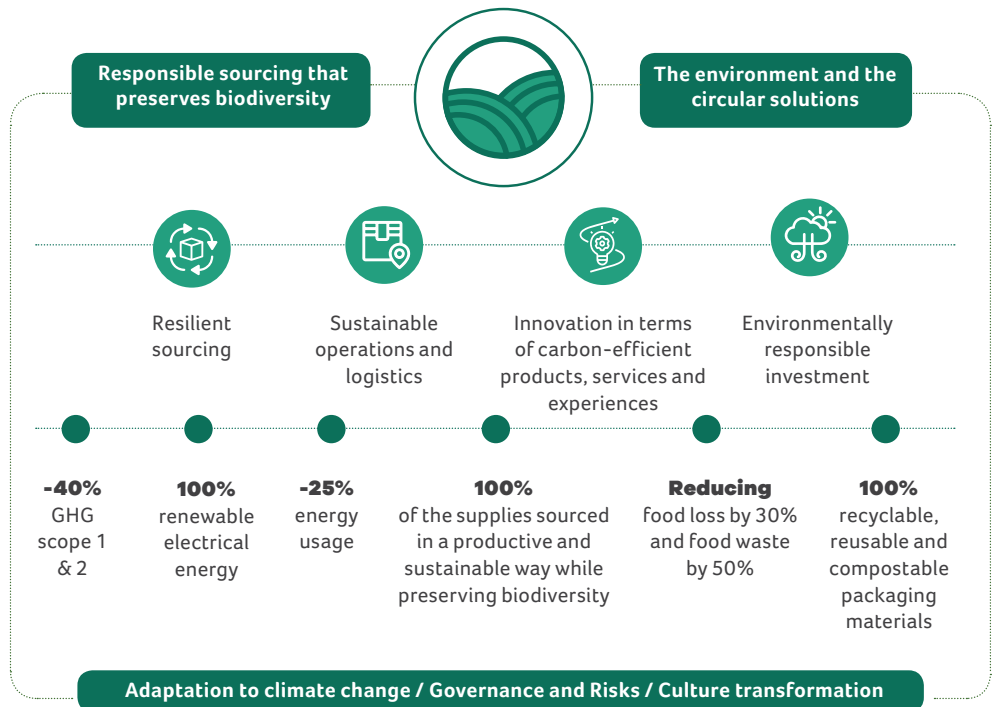 Responsible sourcing that
preserves biodiversity
The environment and the
circular solutions
Resilient
sourcing
Sustainable
operations and
logistics
Innovation in terms
of carbon-efficient
products, services and
experiences
Environmentally
responsible
investment
-40%
GHG
scope 1
& 2
100%
renewable
electrical
energy
-25%
energy
usage
100%
of the supplies sourced
in a productive and
sustainable way while
preserving biodiversity
Reducing
food loss by 30%
and food waste
by 50%
100%
recyclable,
reusable and
compostable
packaging
materials
Adaptation to climate change / Governance and Risks / Culture transformation